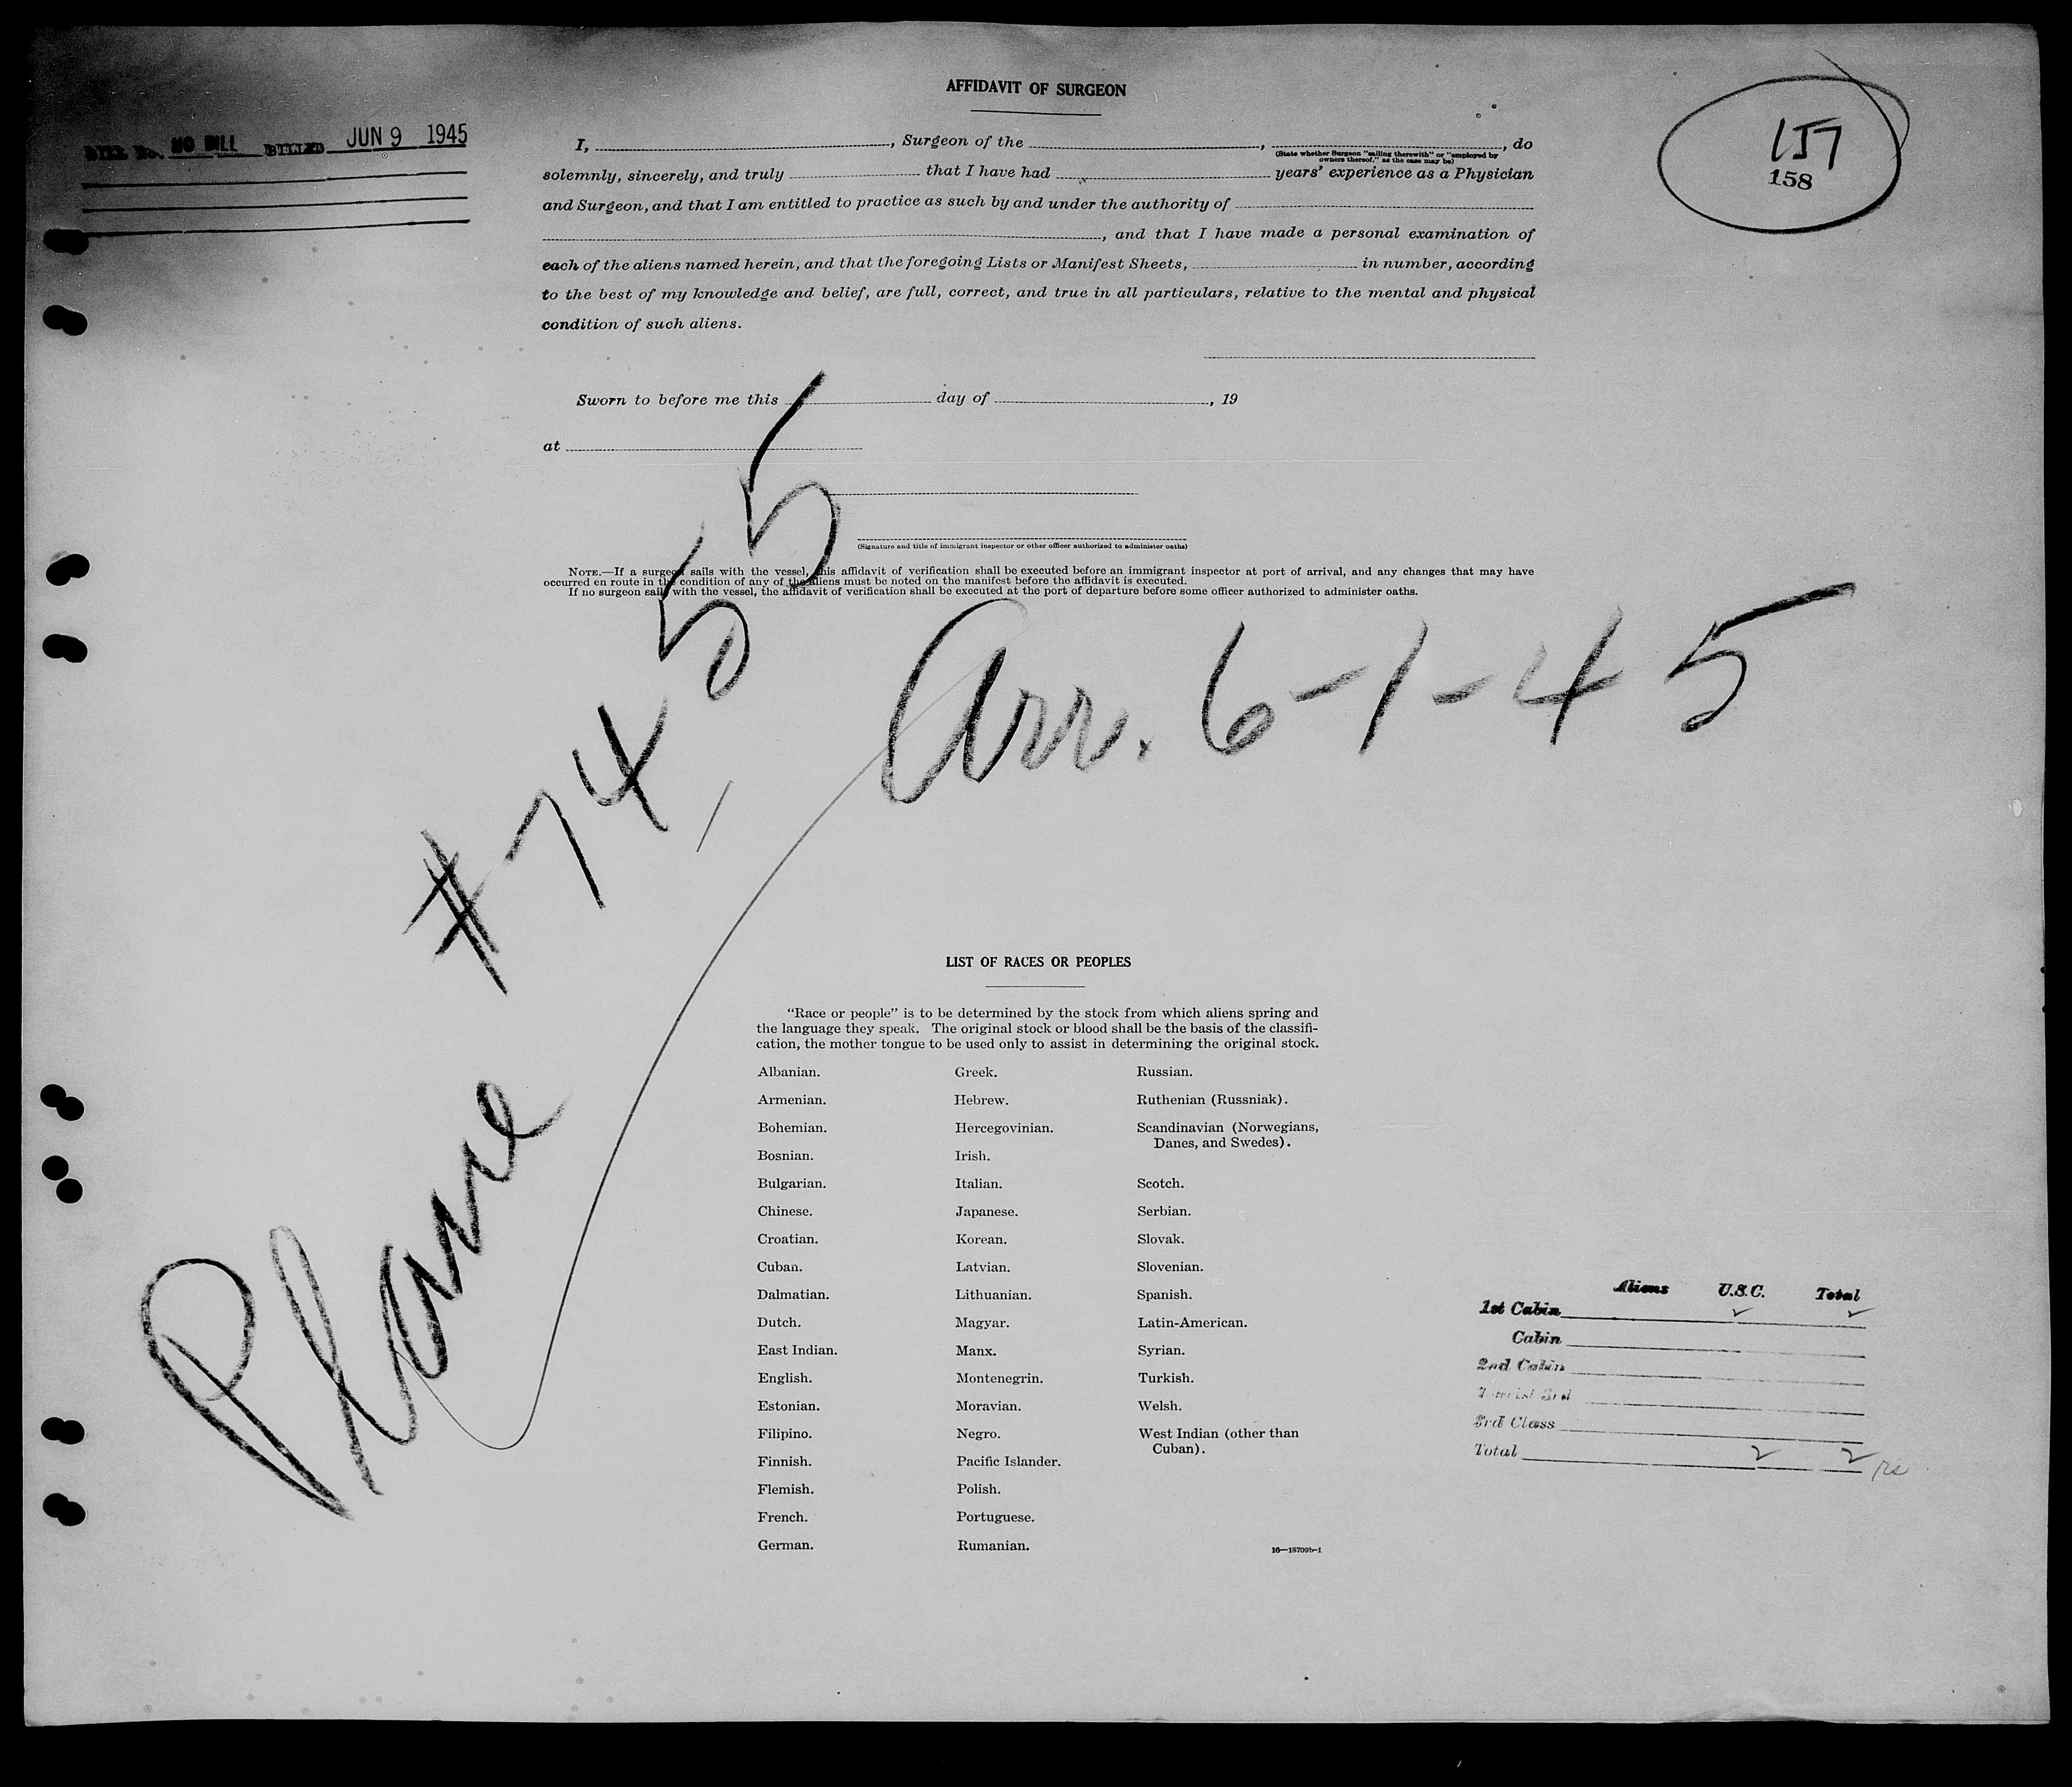 AFFIDAVIT OF SURGEON
BILL No. NO BILL BILLED JUN 9 1945
157
158
I, , Surgeon of the , , do
(State whether Surgeon "sailing therewith" or "employed by
owners thereof," as the case may be)
solemnly, sincerely, and truly that I have had years' experience as a Physician
and Surgeon, and that I am entitled to practice as such by and under the authority of
, and that I have made a personal examination of
each of the aliens named herein, and that the foregoing Lists or Manifest Sheets, in number, according
to the best of my knowledge and belief, are full, correct, and true in all particulars, relative to the mental and physical
condition of such aliens.
Sworn to before me this day of , 19
at
(Signature and title of immigrant inspector or other officer authorized to administer oaths)
NOTE.—If a surgeon sails with the vessel, this affidavit of verification shall be executed before an immigrant inspector at port of arrival, and any changes that may have
occurred en route in the condition of any of the aliens must be noted on the manifest before the affidavit is executed.
If no surgeon sails with the vessel, the affidavit of verification shall be executed at the port of departure before some officer authorized to administer oaths.
Plane #7455
Arr. 6-1-45
LIST OF RACES OR PEOPLES
"Race or people" is to be determined by the stock from which aliens spring and
the language they speak. The original stock or blood shall be the basis of the classifi-
cation, the mother tongue to be used only to assist in determining the original stock.
Albanian.
Armenian.
Bohemian.
Bosnian.
Bulgarian.
Chinese.
Croatian.
Cuban.
Dalmatian.
Dutch.
East Indian.
English.
Estonian.
Filipino.
Finnish.
Flemish.
French.
German.
Greek.
Hebrew.
Hercegovinian.
Irish.
Italian.
Japanese.
Korean.
Latvian.
Lithuanian.
Magyar.
Manx.
Montenegrin.
Moravian.
Negro.
Pacific Islander.
Polish.
Portuguese.
Rumanian.
Russian.
Ruthenian (Russniak).
Scandinavian (Norwegians,
Danes, and Swedes).
Scotch.
Serbian.
Slovak.
Slovenian.
Spanish.
Latin-American.
Syrian.
Turkish.
Welsh.
West Indian (other than
Cuban).
16—18709b-1
Aliens U.S.C. Total
1st Cabin 2 2
Cabin
2nd Cabin
Tourist 3rd
3rd Class
Total 2 2